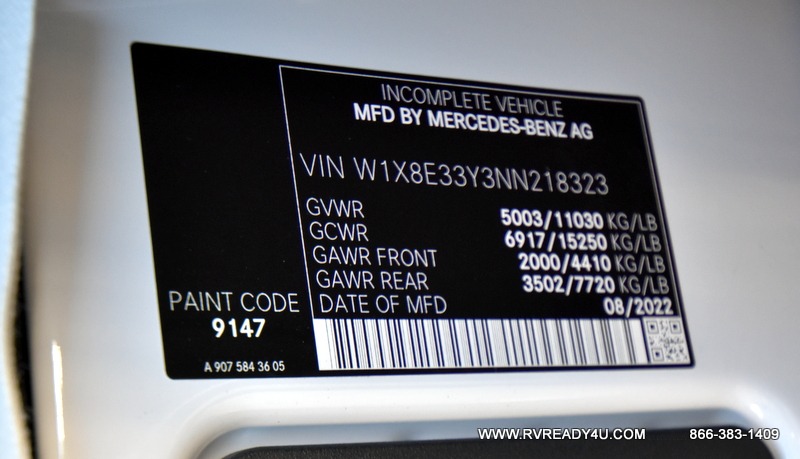 INCOMPLETE VEHICLE
MFD BY MERCEDES-BENZ AG
VIN W1X8E33Y3NN218323
GVWR 5003/11030 KG/LB
GCWR 6917/15250 KG/LB
GAWR FRONT 2000/4410 KG/LB
GAWR REAR 3502/7720 KG/LB
DATE OF MFD 08/2022
PAINT CODE
9147
A 907 584 36 05
WWW.RVREADY4U.COM 866-383-1409